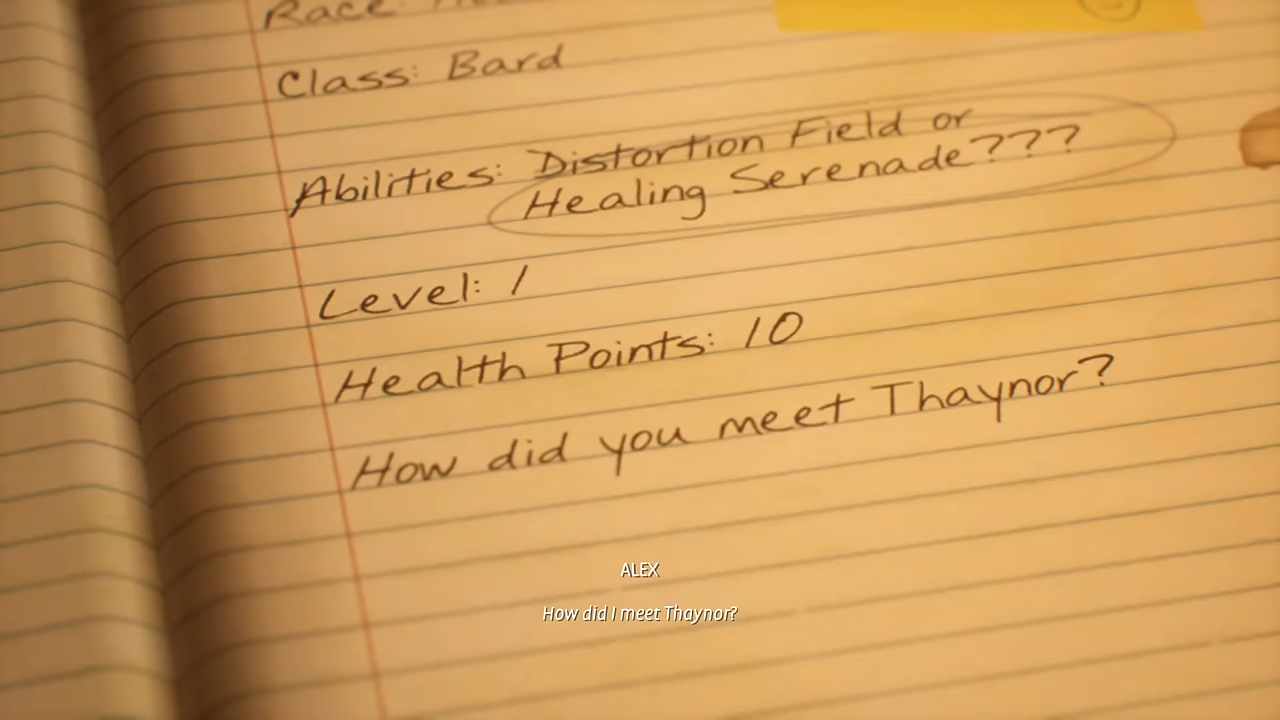 Race:
Class: Bard
Abilities: Distortion Field or
Healing Serenade???
Level: 1
Health Points: 10
How did you meet Thaynor?
ALEX
How did I meet Thaynor?